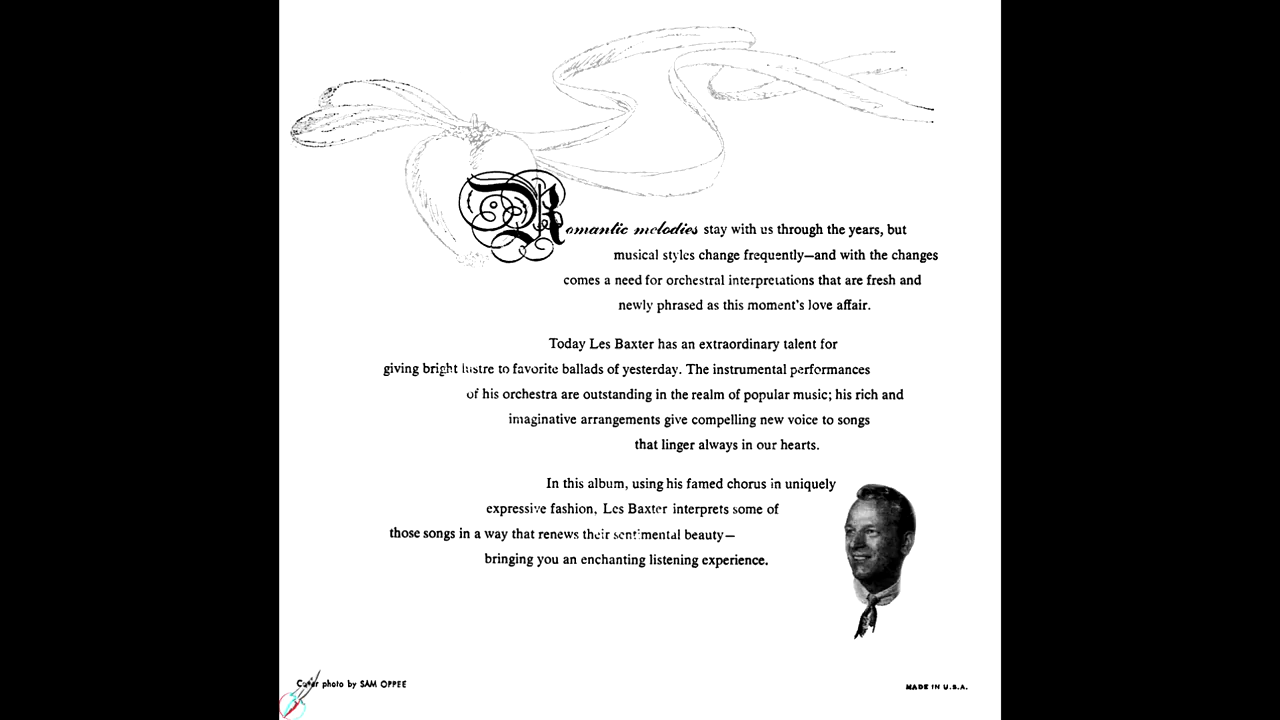 Romantic melodies stay with us through the years, but
musical styles change frequently—and with the changes
comes a need for orchestral interpretations that are fresh and
newly phrased as this moment's love affair.
Today Les Baxter has an extraordinary talent for
giving bright lustre to favorite ballads of yesterday. The instrumental performances
of his orchestra are outstanding in the realm of popular music; his rich and
imaginative arrangements give compelling new voice to songs
that linger always in our hearts.
In this album, using his famed chorus in uniquely
expressive fashion, Les Baxter interprets some of
those songs in a way that renews their sentimental beauty—
bringing you an enchanting listening experience.
Cover photo by SAM OPPEE
MADE IN U.S.A.